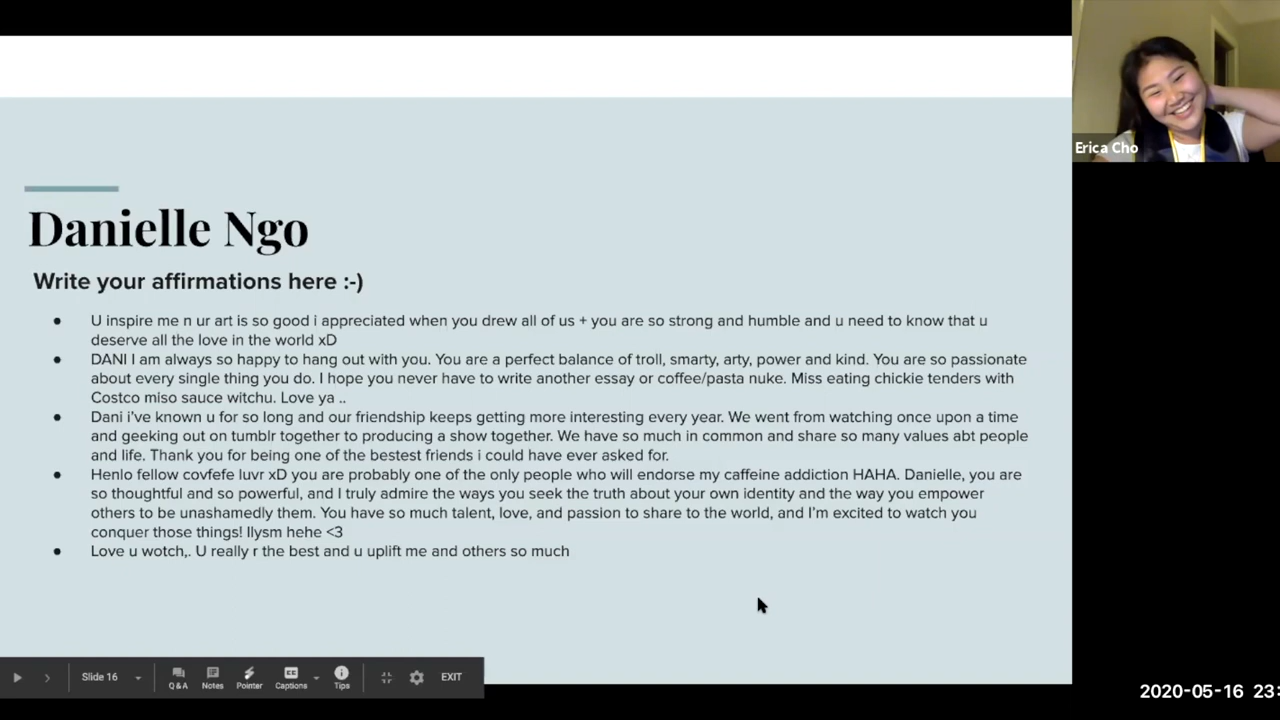 Erica Cho
Danielle Ngo
Write your affirmations here :-)
● U inspire me n ur art is so good i appreciated when you drew all of us + you are so strong and humble and u need to know that u
deserve all the love in the world xD
● DANI I am always so happy to hang out with you. You are a perfect balance of troll, smarty, arty, power and kind. You are so passionate
about every single thing you do. I hope you never have to write another essay or coffee/pasta nuke. Miss eating chickie tenders with
Costco miso sauce witchu. Love ya ..
● Dani i've known u for so long and our friendship keeps getting more interesting every year. We went from watching once upon a time
and geeking out on tumblr together to producing a show together. We have so much in common and share so many values abt people
and life. Thank you for being one of the bestest friends i could have ever asked for.
● Henlo fellow covfefe luvr xD you are probably one of the only people who will endorse my caffeine addiction HAHA. Danielle, you are
so thoughtful and so powerful, and I truly admire the ways you seek the truth about your own identity and the way you empower
others to be unashamedly them. You have so much talent, love, and passion to share to the world, and I'm excited to watch you
conquer those things! Ilysm hehe <3
● Love u wotch,. U really r the best and u uplift me and others so much
Slide 16
Q&A
Notes
Pointer
CC
Captions
Tips
EXIT
2020-05-16 23: